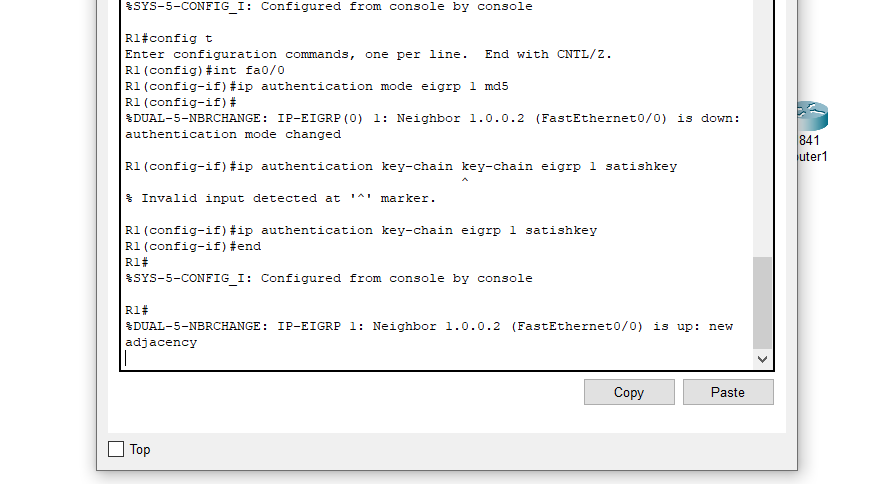 %SYS-5-CONFIG_I: Configured from console by console
R1#config t
Enter configuration commands, one per line.  End with CNTL/Z.
R1(config)#int fa0/0
R1(config-if)#ip authentication mode eigrp 1 md5
R1(config-if)#
%DUAL-5-NBRCHANGE: IP-EIGRP(0) 1: Neighbor 1.0.0.2 (FastEthernet0/0) is down:
authentication mode changed
R1(config-if)#ip authentication key-chain key-chain eigrp 1 satishkey
^
% Invalid input detected at '^' marker.
R1(config-if)#ip authentication key-chain eigrp 1 satishkey
R1(config-if)#end
R1#
%SYS-5-CONFIG_I: Configured from console by console
R1#
%DUAL-5-NBRCHANGE: IP-EIGRP 1: Neighbor 1.0.0.2 (FastEthernet0/0) is up: new
adjacency
841
uter1
Copy
Paste
Top